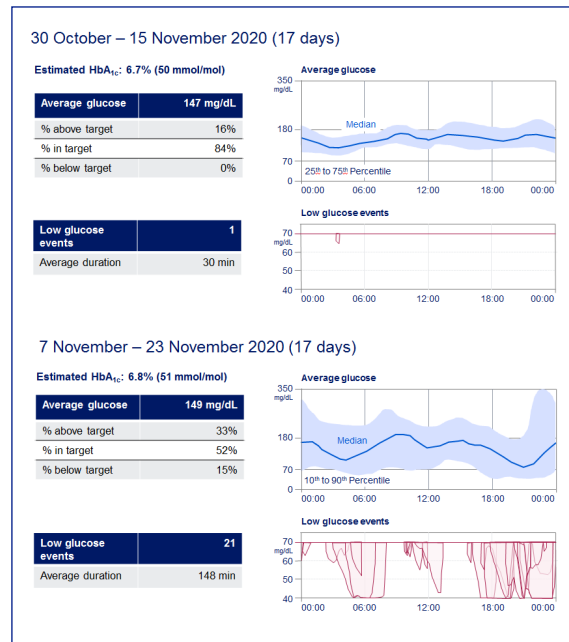 30 October – 15 November 2020 (17 days)
Estimated HbA1c: 6.7% (50 mmol/mol)
Average glucose 147 mg/dL
% above target 16%
% in target 84%
% below target 0%
Average glucose
350
mg/dL
180
70
0
Median
25th to 75th Percentile
00:00 06:00 12:00 18:00 00:00
Low glucose
events 1
Average duration 30 min
Low glucose events
70
mg/dL
60
50
40
00:00 06:00 12:00 18:00 00:00
7 November – 23 November 2020 (17 days)
Estimated HbA1c: 6.8% (51 mmol/mol)
Average glucose 149 mg/dL
% above target 33%
% in target 52%
% below target 15%
Average glucose
350
mg/dL
180
70
0
Median
10th to 90th Percentile
00:00 06:00 12:00 18:00 00:00
Low glucose
events 21
Average duration 148 min
Low glucose events
70
mg/dL
60
50
40
00:00 06:00 12:00 18:00 00:00